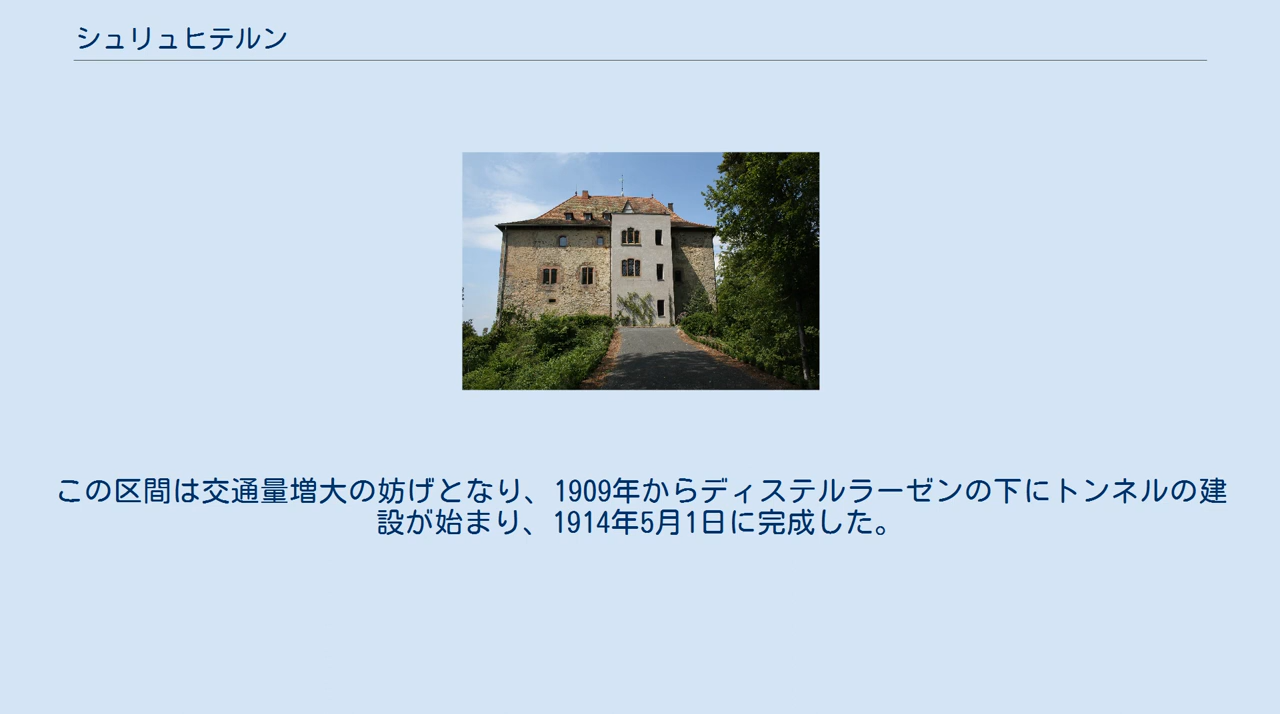 シュリュヒテルン
この区間は交通量増大の妨げとなり、1909年からディステルラーゼンの下にトンネルの建
設が始まり、1914年5月1日に完成した。